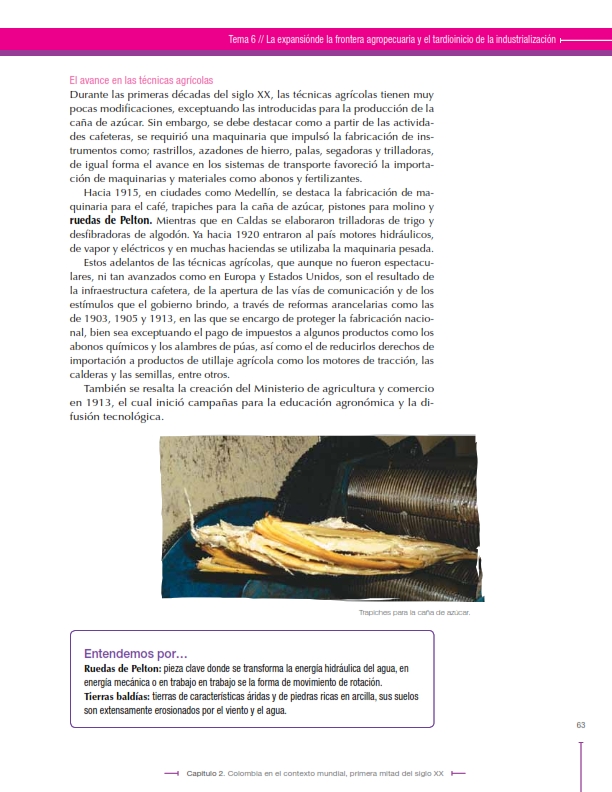 Tema 6 // La expansiónde la frontera agropecuaria y el tardíoinicio de la industrialización
El avance en las técnicas agrícolas
Durante las primeras décadas del siglo XX, las técnicas agrícolas tienen muy
pocas modificaciones, exceptuando las introducidas para la producción de la
caña de azúcar. Sin embargo, se debe destacar como a partir de las activida-
des cafeteras, se requirió una maquinaria que impulsó la fabricación de ins-
trumentos como; rastrillos, azadones de hierro, palas, segadoras y trilladoras,
de igual forma el avance en los sistemas de transporte favoreció la importa-
ción de maquinarias y materiales como abonos y fertilizantes.
Hacia 1915, en ciudades como Medellín, se destaca la fabricación de ma-
quinaria para el café, trapiches para la caña de azúcar, pistones para molino y
ruedas de Pelton. Mientras que en Caldas se elaboraron trilladoras de trigo y
desfibradoras de algodón. Ya hacia 1920 entraron al país motores hidráulicos,
de vapor y eléctricos y en muchas haciendas se utilizaba la maquinaria pesada.
Estos adelantos de las técnicas agrícolas, que aunque no fueron espectacu-
lares, ni tan avanzados como en Europa y Estados Unidos, son el resultado de
la infraestructura cafetera, de la apertura de las vías de comunicación y de los
estímulos que el gobierno brindo, a través de reformas arancelarias como las
de 1903, 1905 y 1913, en las que se encargo de proteger la fabricación nacio-
nal, bien sea exceptuando el pago de impuestos a algunos productos como los
abonos químicos y los alambres de púas, así como el de reducirlos derechos de
importación a productos de utillaje agrícola como los motores de tracción, las
calderas y las semillas, entre otros.
También se resalta la creación del Ministerio de agricultura y comercio
en 1913, el cual inició campañas para la educación agronómica y la di-
fusión tecnológica.
Trapiches para la caña de azúcar.
Entendemos por…
Ruedas de Pelton: pieza clave donde se transforma la energía hidráulica del agua, en
energía mecánica o en trabajo en trabajo se la forma de movimiento de rotación.
Tierras baldías: tierras de características áridas y de piedras ricas en arcilla, sus suelos
son extensamente erosionados por el viento y el agua.
63
Capítulo 2. Colombia en el contexto mundial, primera mitad del siglo XX